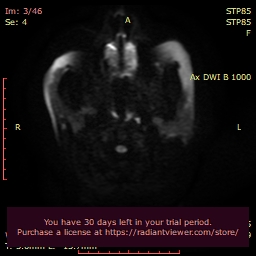 Im: 3/46
STP85
Se: 4
STP85
F
A
Ax DWI B 1000
R
L
You have 30 days left in your trial period.
Purchase a license at https://radiantviewer.com/store/